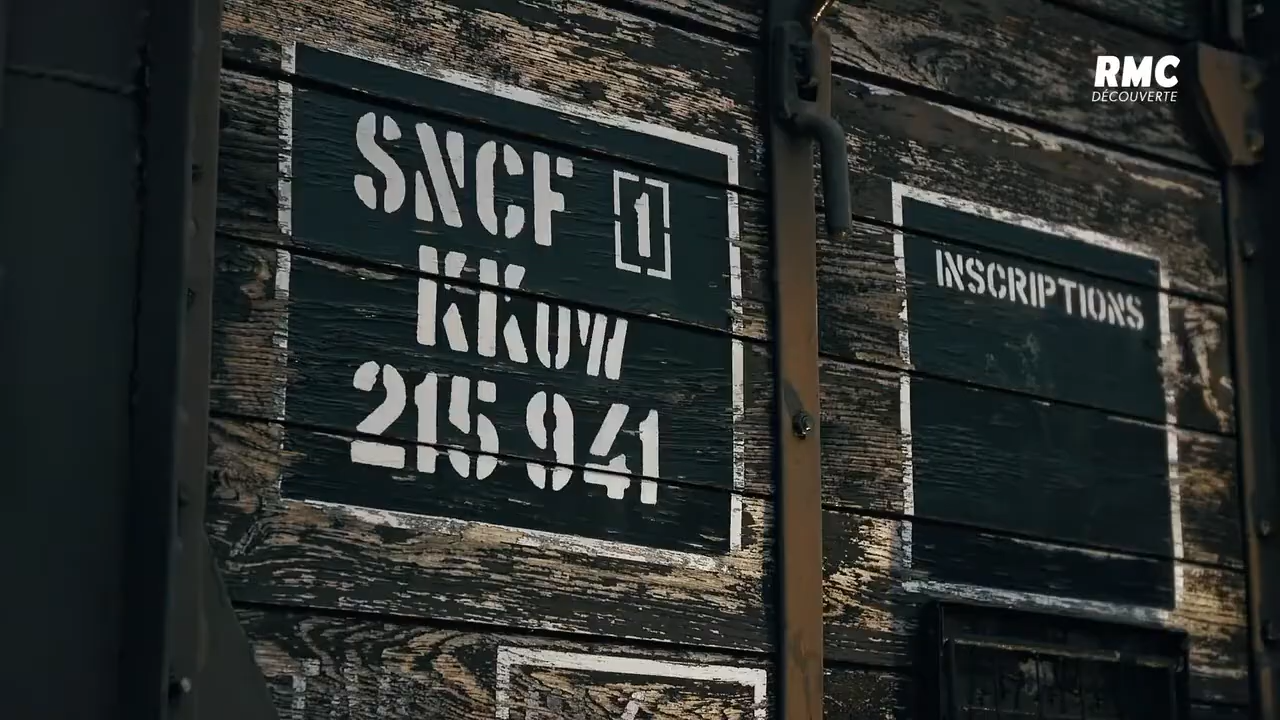 RMC
DÉCOUVERTE
SNCF 1
KKuw
215 941
INSCRIPTIONS